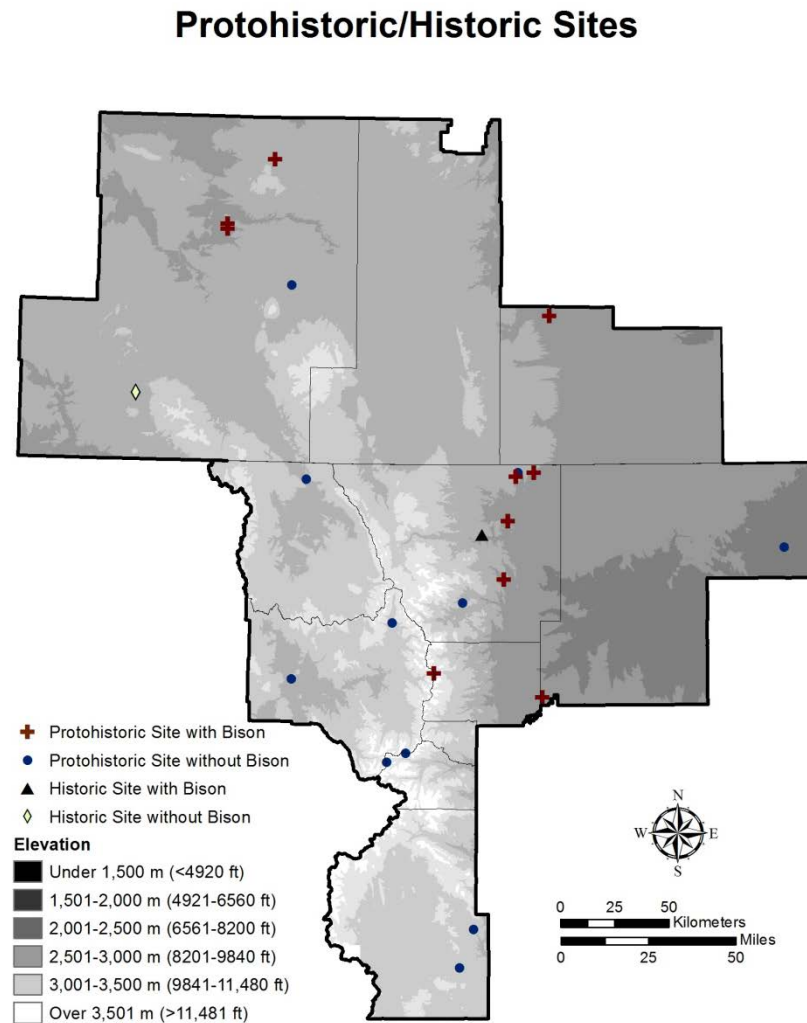 Protohistoric/Historic Sites
Protohistoric Site with Bison
Protohistoric Site without Bison
Historic Site with Bison
Historic Site without Bison
Elevation
Under 1,500 m (<4920 ft)
1,501-2,000 m (4921-6560 ft)
2,001-2,500 m (6561-8200 ft)
2,501-3,000 m (8201-9840 ft)
3,001-3,500 m (9841-11,480 ft)
Over 3,501 m (>11,481 ft)
N
W E
S
0 25 50
Kilometers
Miles
0 25 50